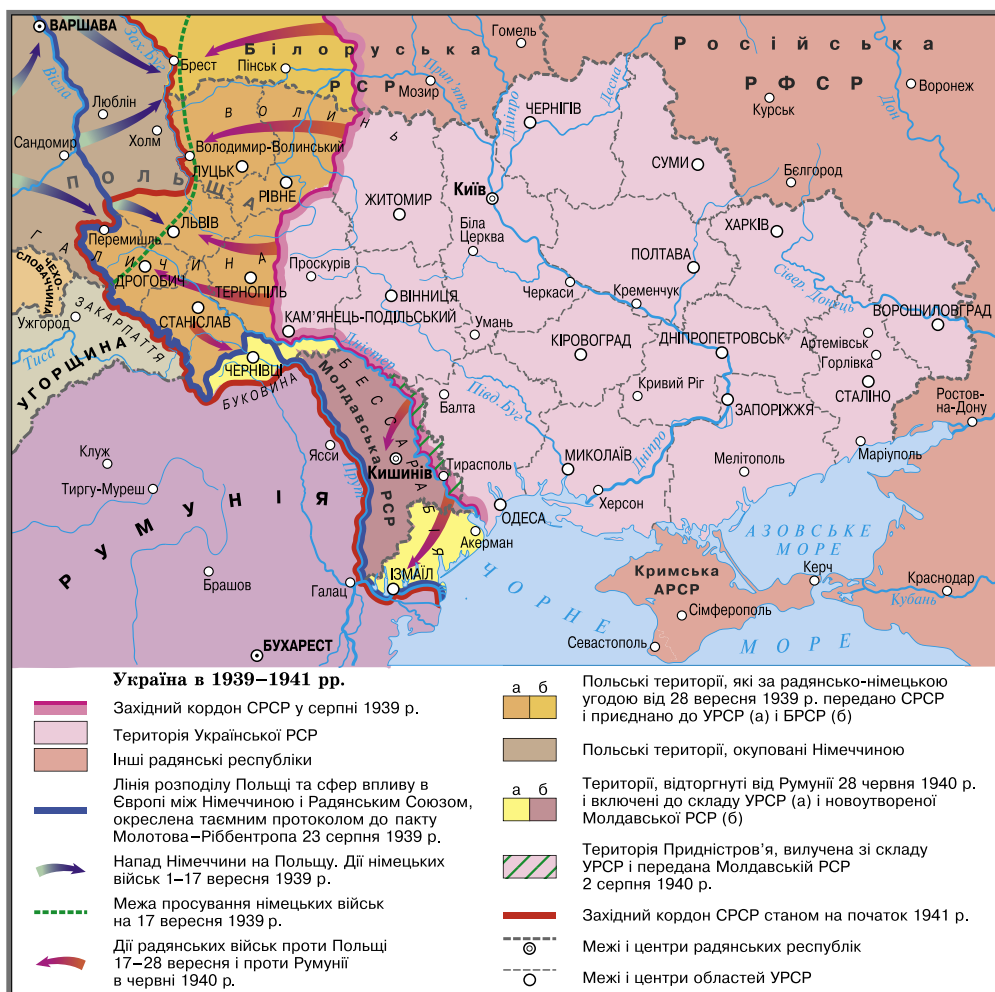 ВАРШАВА
Зах. Буг
Вісла
Брест
Пінськ
Білоруська
РСР
Гомель
Мозир
Прип'ять
Російська
РФСР
Воронеж
Курськ
Дон
Люблін
Холм
Сандомир
ПОЛЬЩА
ВОЛИНЬ
Володимир-Волинський
ЛУЦЬК
РІВНЕ
Дніпро
Десна
ЧЕРНІГІВ
СУМИ
Бєлгород
Київ
ЖИТОМИР
Біла
Церква
ХАРКІВ
ПОЛТАВА
Перемишль
ЛЬВІВ
ГАЛИЧИНА
ДРОГОБИЧ
ТЕРНОПІЛЬ
Проскурів
ВІННИЦЯ
Черкаси
Кременчук
Сівер. Донець
ВОРОШИЛОВГРАД
ЧЕХО-
СЛОВАЧЧИНА
СТАНІСЛАВ
КАМ'ЯНЕЦЬ-ПОДІЛЬСЬКИЙ
Умань
КІРОВОГРАД
ДНІПРОПЕТРОВСЬК
Артемівськ
Горлівка
СТАЛІНО
Ужгород
ЗАКАРПАТТЯ
Тиса
УГОРЩИНА
ЧЕРНІВЦІ
БУКОВИНА
Дністер
БЕССАРАБІЯ
Молдавська РСР
Балта
Півд. Буг
Кривий Ріг
ЗАПОРІЖЖЯ
Ростов-
на-Дону
Клуж
Тиргу-Муреш
Ясси
Прут
Кишинів
Тирасполь
МИКОЛАЇВ
Дніпро
Мелітополь
Маріуполь
РУМУНІЯ
Херсон
ОДЕСА
Акерман
АЗОВСЬКЕ
МОРЕ
Брашов
Галац
ІЗМАЇЛ
Кримська
АРСР
Керч
Краснодар
Кубань
Сімферополь
Севастополь
ЧОРНЕ МОРЕ
БУХАРЕСТ
Україна в 1939–1941 рр.
Західний кордон СРСР у серпні 1939 р.
Територія Української РСР
Інші радянські республіки
Лінія розподілу Польщі та сфер впливу в
Європі між Німеччиною і Радянським Союзом,
окреслена таємним протоколом до пакту
Молотова–Ріббентропа 23 серпня 1939 р.
Напад Німеччини на Польщу. Дії німецьких
військ 1–17 вересня 1939 р.
Межа просування німецьких військ
на 17 вересня 1939 р.
Дії радянських військ проти Польщі
17–28 вересня і проти Румунії
в червні 1940 р.
а б
Польські території, які за радянсько-німецькою
угодою від 28 вересня 1939 р. передано СРСР
і приєднано до УРСР (а) і БРСР (б)
Польські території, окуповані Німеччиною
а б
Території, відторгнуті від Румунії 28 червня 1940 р.
і включені до складу УРСР (а) і новоутвореної
Молдавської РСР (б)
Територія Придністров'я, вилучена зі складу
УРСР і передана Молдавській РСР
2 серпня 1940 р.
Західний кордон СРСР станом на початок 1941 р.
Межі і центри радянських республік
Межі і центри областей УРСР